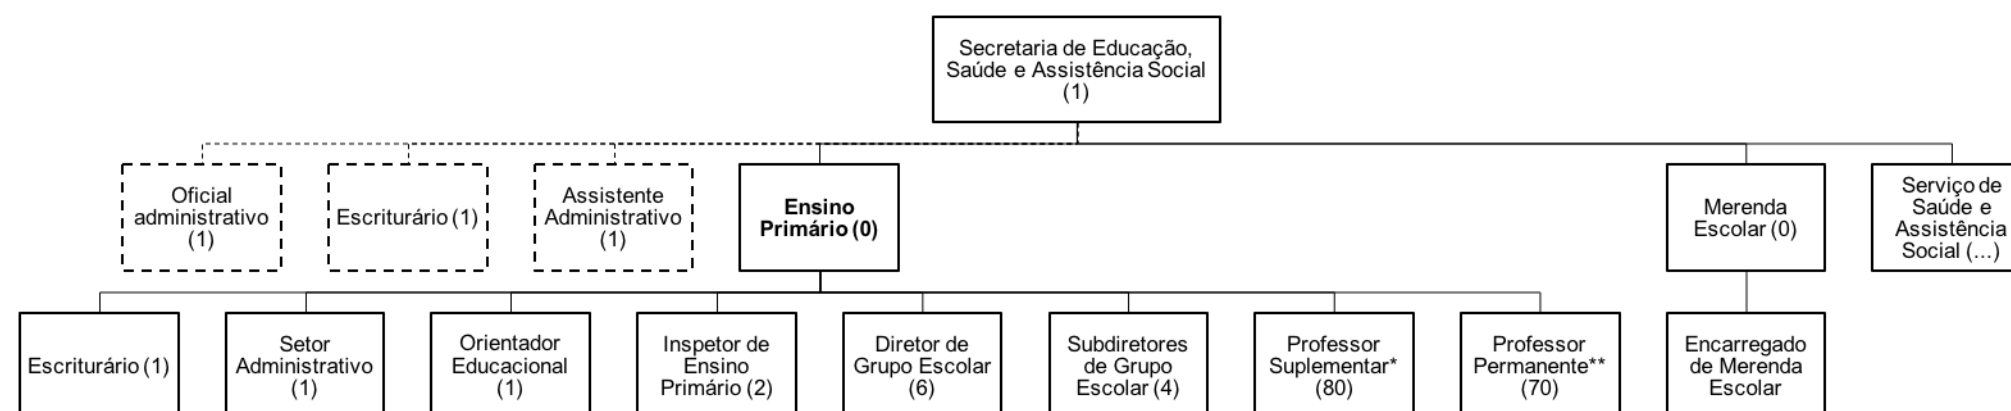 Secretaria de Educação,
Saúde e Assistência Social
(1)
Oficial
administrativo
(1)
Escriturário (1)
Assistente
Administrativo
(1)
Ensino
Primário (0)
Merenda
Escolar (0)
Serviço de
Saúde e
Assistência
Social (...)
Escriturário (1)
Setor
Administrativo
(1)
Orientador
Educacional
(1)
Inspetor de
Ensino
Primário (2)
Diretor de
Grupo Escolar
(6)
Subdiretores
de Grupo
Escolar (4)
Professor
Suplementar*
(80)
Professor
Permanente**
(70)
Encarregado
de Merenda
Escolar